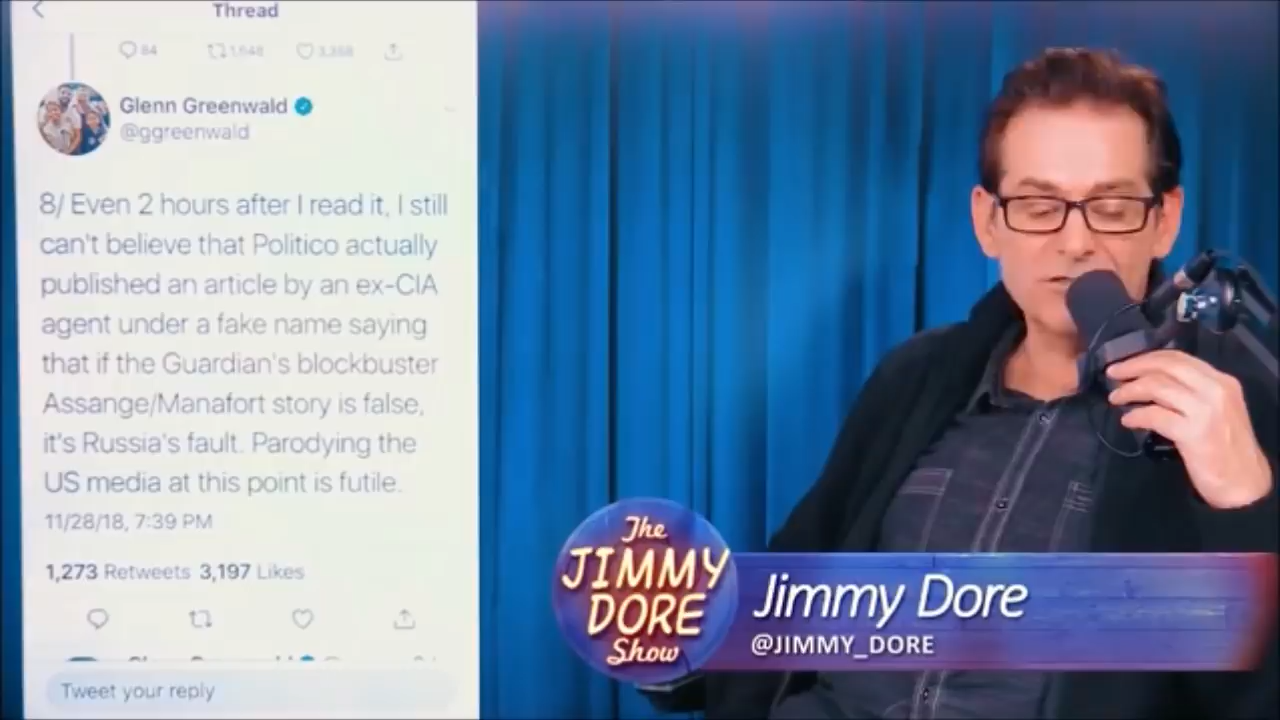 Thread
84 1,648 3,358
Glenn Greenwald
@ggreenwald
8/ Even 2 hours after I read it, I still
can't believe that Politico actually
published an article by an ex-CIA
agent under a fake name saying
that if the Guardian's blockbuster
Assange/Manafort story is false,
it's Russia's fault. Parodying the
US media at this point is futile.
11/28/18, 7:39 PM
1,273 Retweets 3,197 Likes
Tweet your reply
The
JIMMY
DORE
Show
Jimmy Dore
@JIMMY_DORE